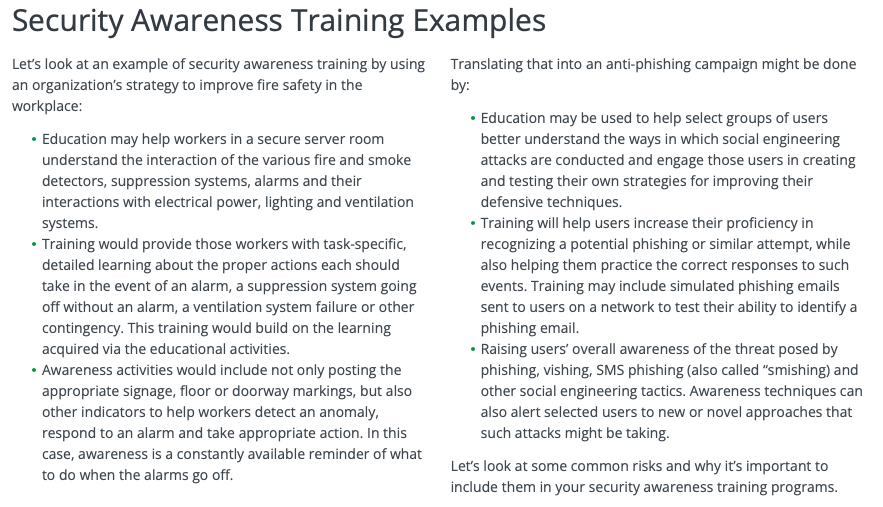 Security Awareness Training Examples
Let’s look at an example of security awareness training by using
an organization’s strategy to improve fire safety in the
workplace:
• Education may help workers in a secure server room
understand the interaction of the various fire and smoke
detectors, suppression systems, alarms and their
interactions with electrical power, lighting and ventilation
systems.
• Training would provide those workers with task-specific,
detailed learning about the proper actions each should
take in the event of an alarm, a suppression system going
off without an alarm, a ventilation system failure or other
contingency. This training would build on the learning
acquired via the educational activities.
• Awareness activities would include not only posting the
appropriate signage, floor or doorway markings, but also
other indicators to help workers detect an anomaly,
respond to an alarm and take appropriate action. In this
case, awareness is a constantly available reminder of what
to do when the alarms go off.
Translating that into an anti-phishing campaign might be done
by:
• Education may be used to help select groups of users
better understand the ways in which social engineering
attacks are conducted and engage those users in creating
and testing their own strategies for improving their
defensive techniques.
• Training will help users increase their proficiency in
recognizing a potential phishing or similar attempt, while
also helping them practice the correct responses to such
events. Training may include simulated phishing emails
sent to users on a network to test their ability to identify a
phishing email.
• Raising users’ overall awareness of the threat posed by
phishing, vishing, SMS phishing (also called “smishing) and
other social engineering tactics. Awareness techniques can
also alert selected users to new or novel approaches that
such attacks might be taking.
Let’s look at some common risks and why it’s important to
include them in your security awareness training programs.